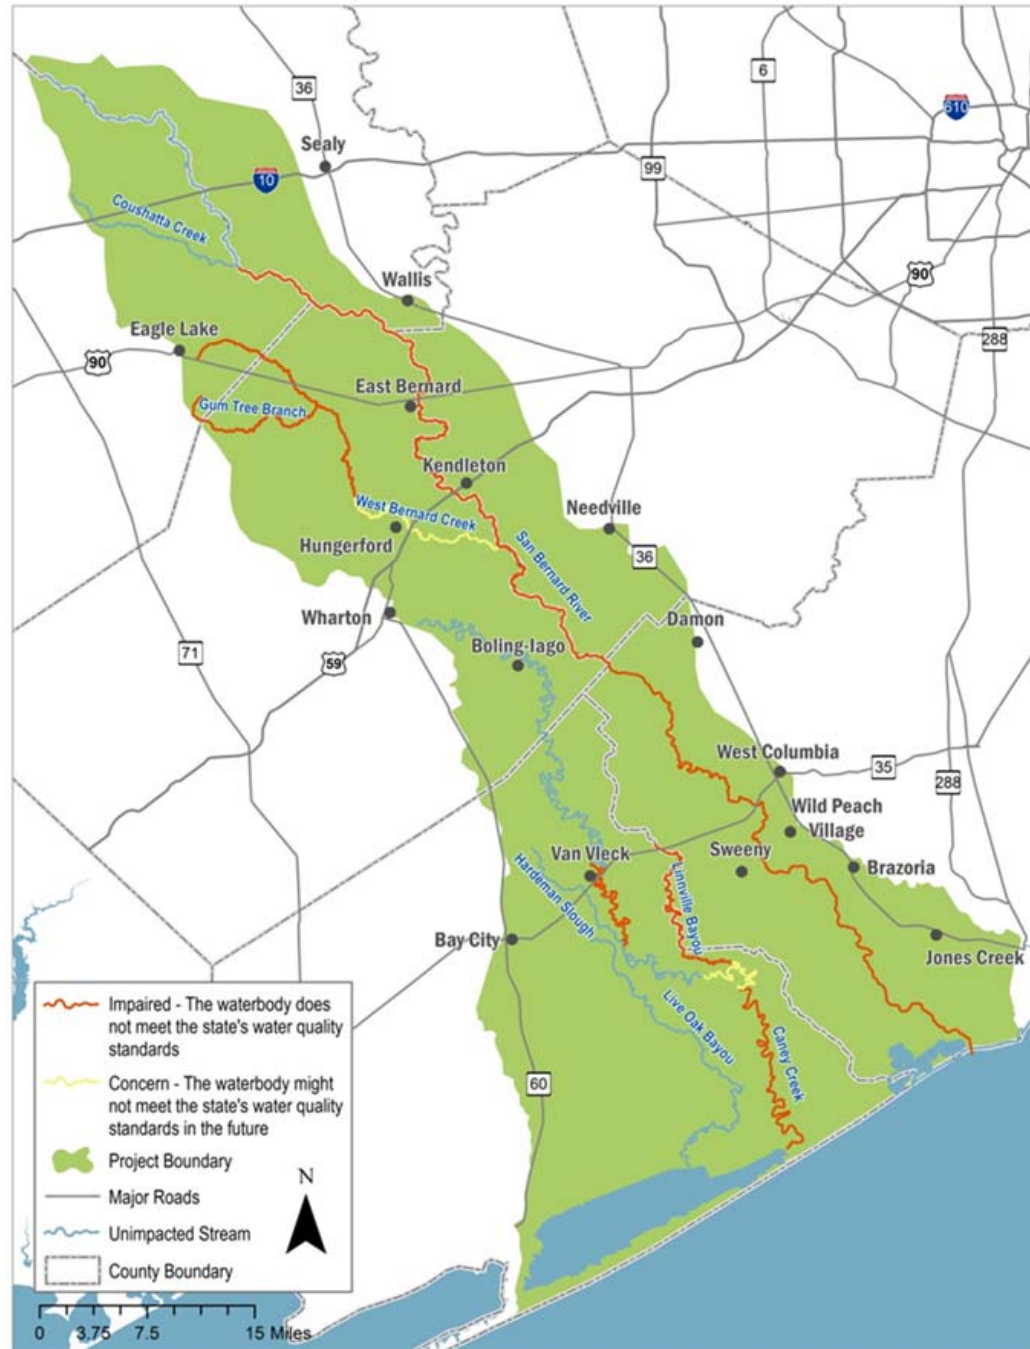 6
36
610
Sealy
99
10
Coushatta Creek
Wallis
90
Eagle Lake
288
90
East Bernard
Gum Tree Branch
Kendleton
West Bernard Creek
Needville
Hungerford
San Bernard River
36
Wharton
Damon
Boling-Iago
71
59
West Columbia
35
288
Wild Peach
Village
Van Vleck
Sweeny
Brazoria
Hardeman Slough
Linnville Bayou
Bay City
Jones Creek
Live Oak Bayou
Caney Creek
60
Impaired - The waterbody does
not meet the state's water quality
standards
Concern - The waterbody might
not meet the state's water quality
standards in the future
Project Boundary
N
Major Roads
Unimpacted Stream
County Boundary
0 3.75 7.5 15 Miles